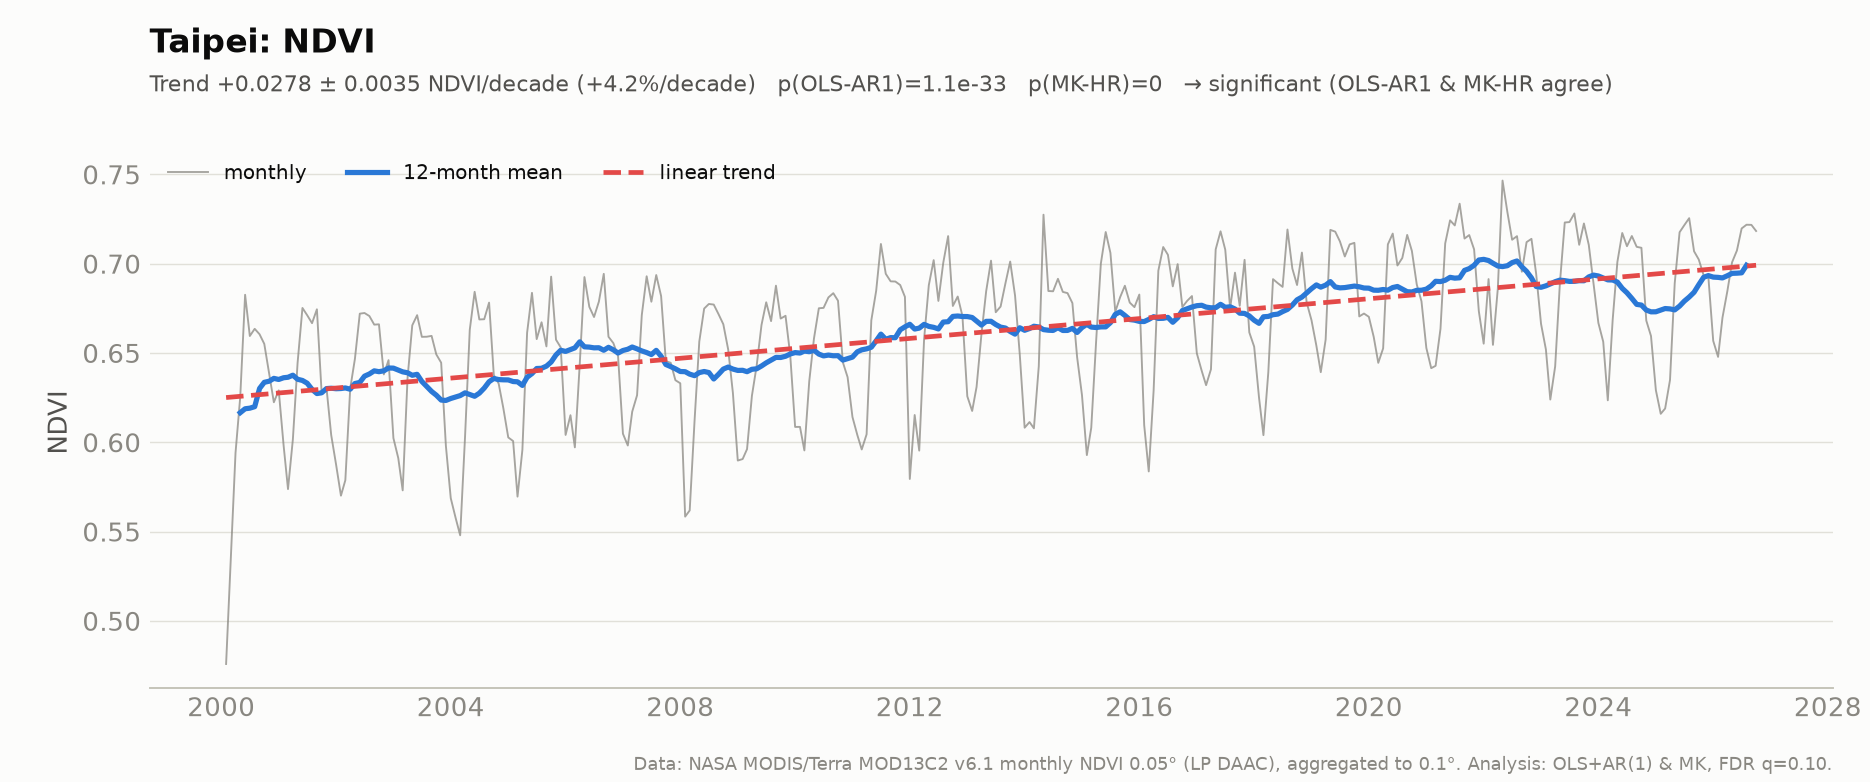 Taipei: NDVI
Trend +0.0278 ± 0.0035 NDVI/decade (+4.2%/decade)   p(OLS-AR1)=1.1e-33   p(MK-HR)=0   → significant (OLS-AR1 & MK-HR agree)
monthly   12-month mean   linear trend
0.75
0.70
0.65
0.60
0.55
0.50
NDVI
2000 2004 2008 2012 2016 2020 2024 2028
Data: NASA MODIS/Terra MOD13C2 v6.1 monthly NDVI 0.05° (LP DAAC), aggregated to 0.1°. Analysis: OLS+AR(1) & MK, FDR q=0.10.